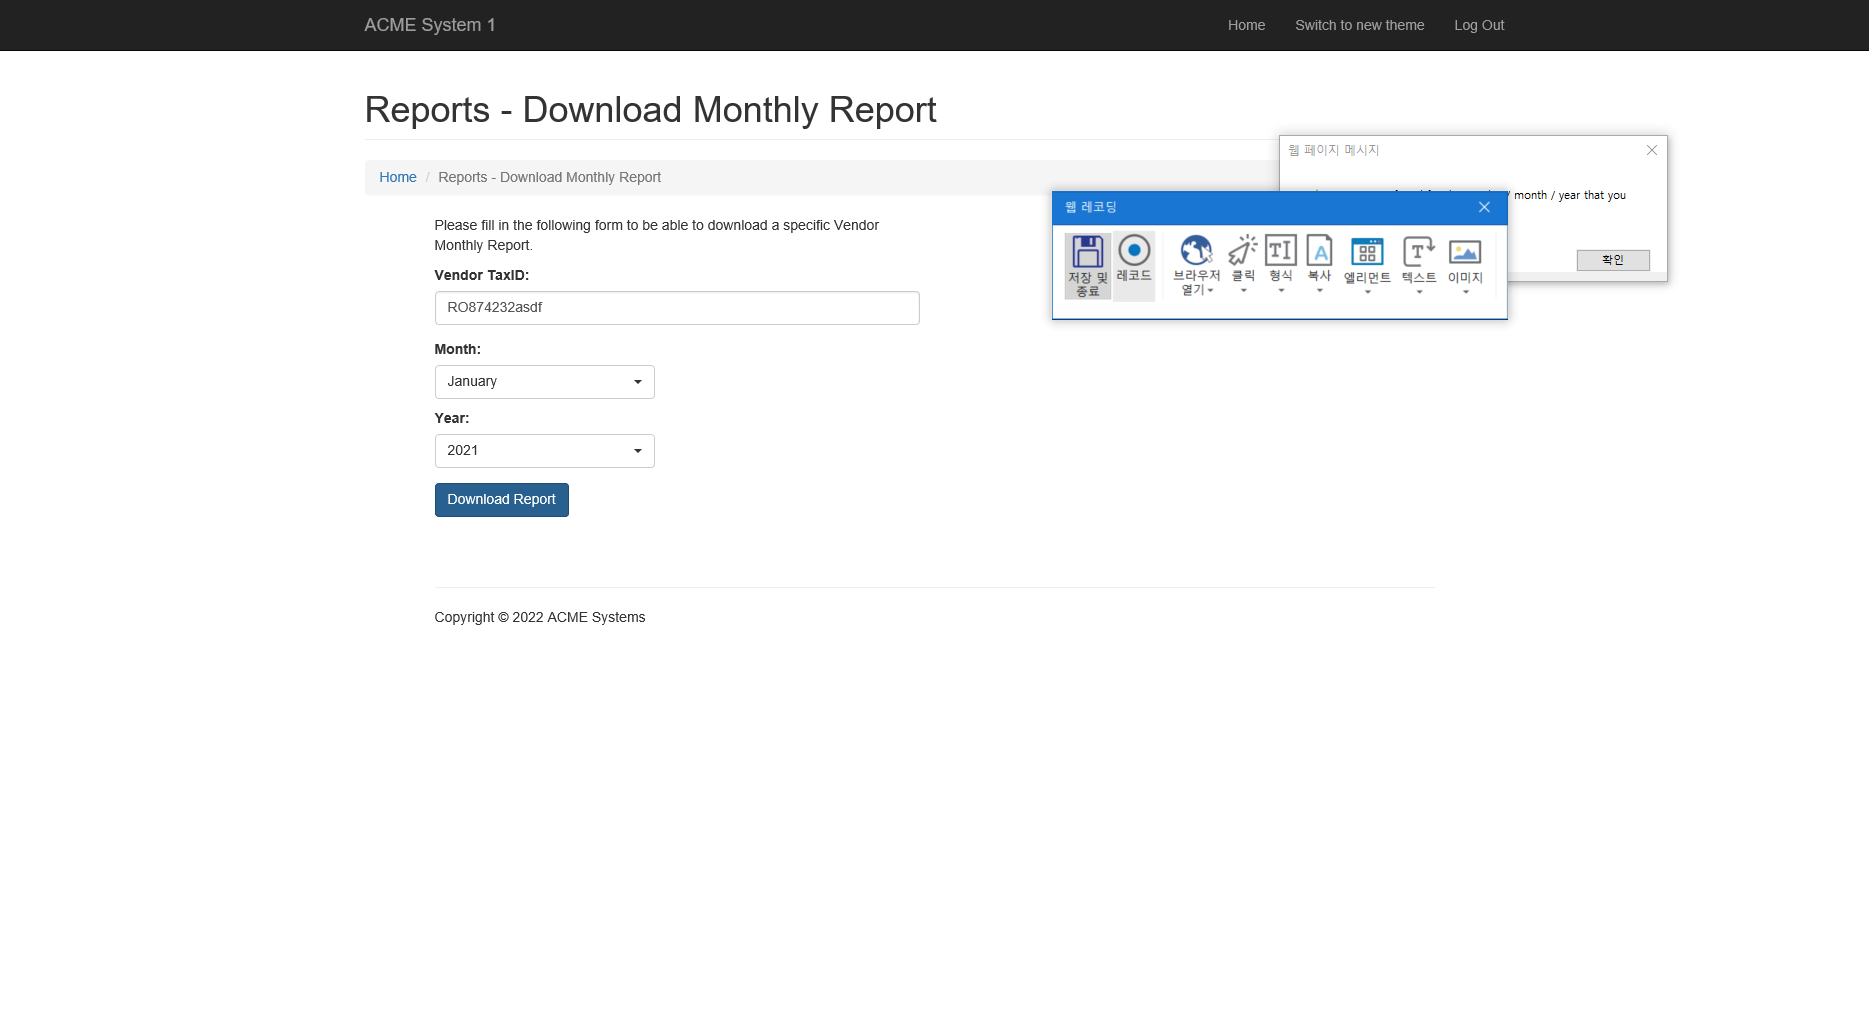 ACME System 1
Home
Switch to new theme
Log Out
Reports - Download Monthly Report
Home / Reports - Download Monthly Report
웹 페이지 메시지
/ month / year that you
확인
웹 레코딩
저장 및 종료
레코드
브라우저 열기
클릭
형식
복사
엘리먼트
텍스트
이미지
Please fill in the following form to be able to download a specific Vendor
Monthly Report.
Vendor TaxID:
RO874232asdf
Month:
January
Year:
2021
Download Report
Copyright © 2022 ACME Systems